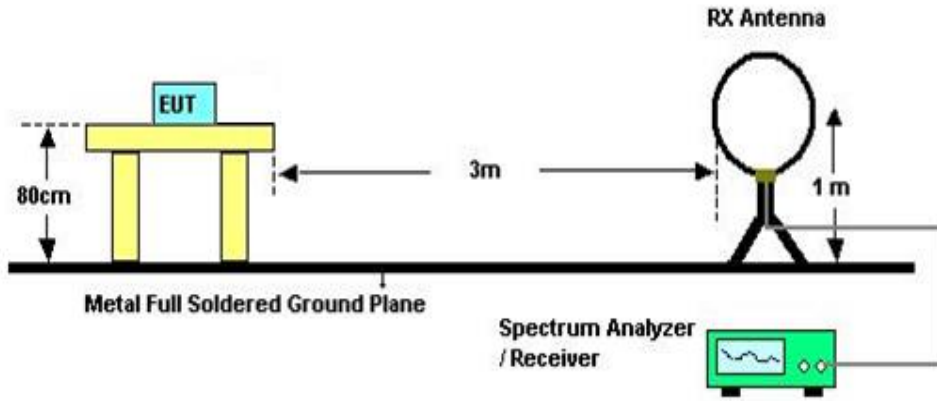 RX Antenna
EUT
80cm
3m
1 m
Metal Full Soldered Ground Plane
Spectrum Analyzer
/ Receiver